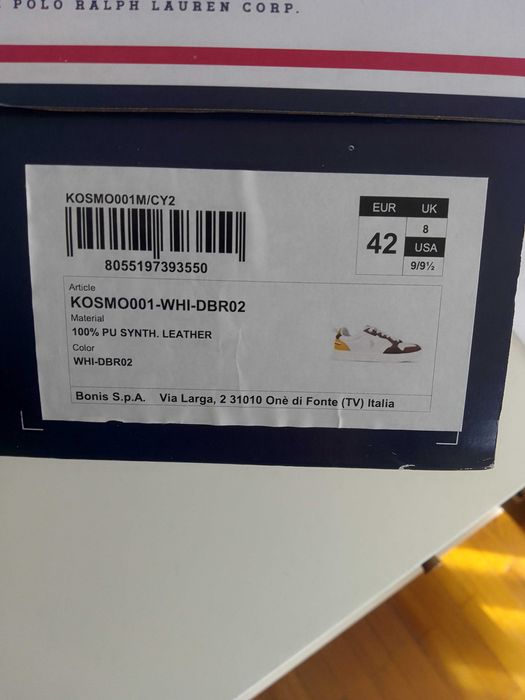 POLO RALPH LAUREN CORP.
KOSMO001M/CY2
8055197393550
EUR UK
42 8
USA
9/9½
Article
KOSMO001-WHI-DBR02
Material
100% PU SYNTH. LEATHER
Color
WHI-DBR02
Bonis S.p.A. Via Larga, 2 31010 Onè di Fonte (TV) Italia